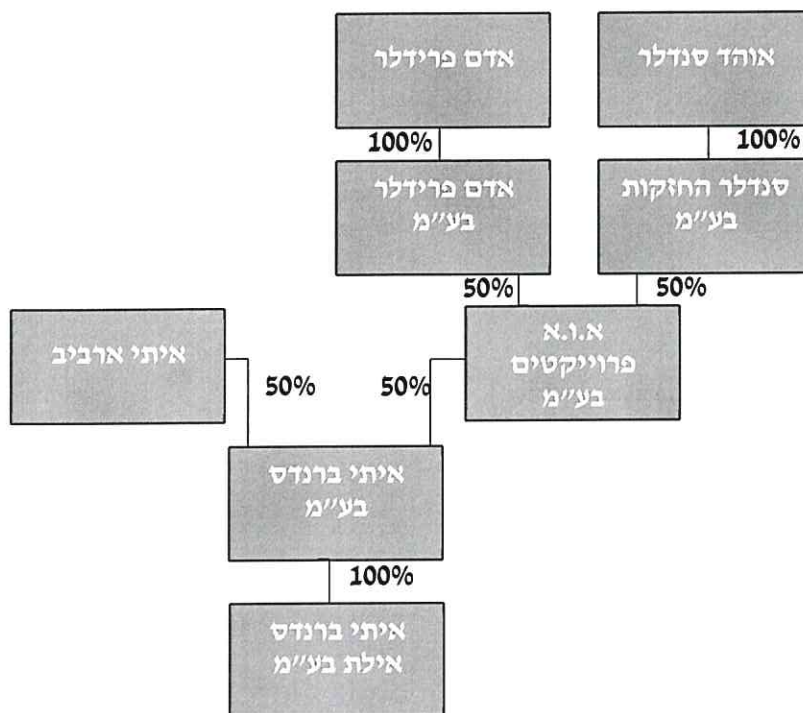 אוהד סנדלר
אדם פרידלר
100%
100%
סנדלר החזקות
בע"מ
אדם פרידלר
בע"מ
50%
50%
א.ו.א
פרוייקטים
בע"מ
איתי ארביב
50%
50%
איתי ברנדס
בע"מ
100%
איתי ברנדס
אילת בע"מ